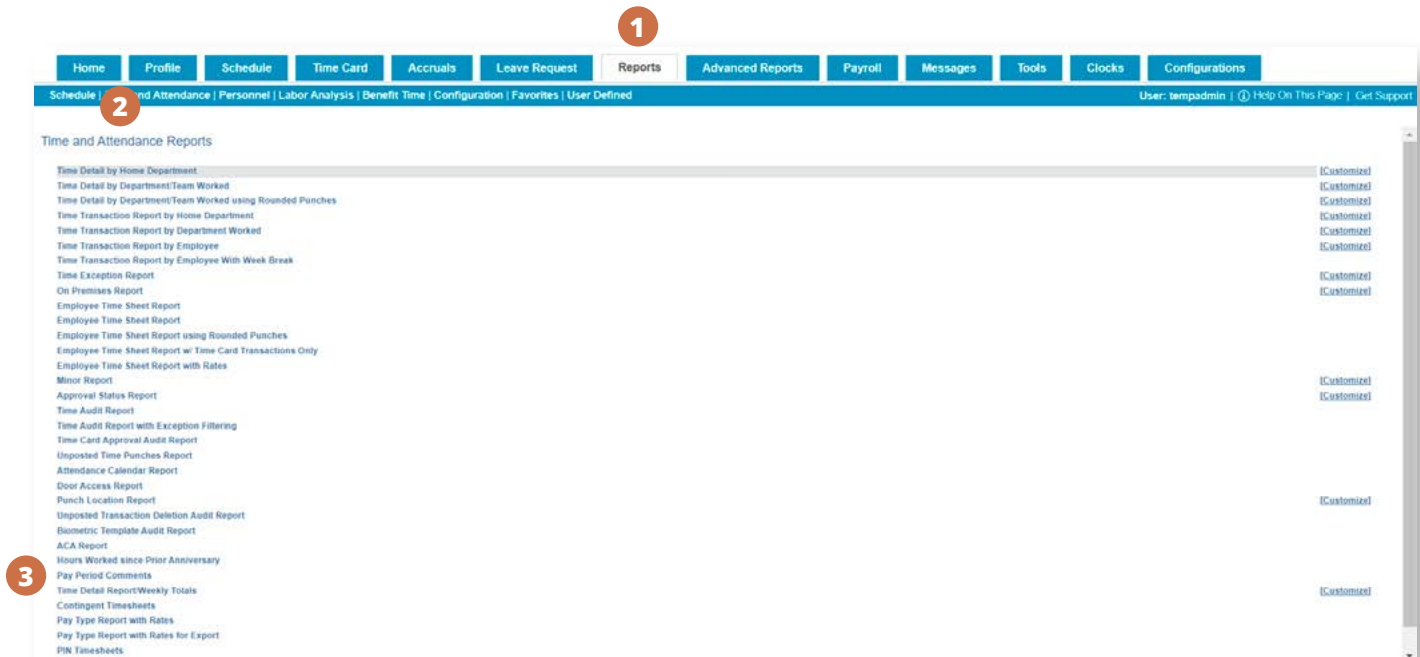 1
Home Profile Schedule Time Card Accruals Leave Request Reports Advanced Reports Payroll Messages Tools Clocks Configurations
Schedule | nd Attendance | Personnel | Labor Analysis | Benefit Time | Configuration | Favorites | User Defined User: tempadmin | Help On This Page | Get Support
2
Time and Attendance Reports
Time Detail by Home Department [Customize]
Time Detail by Department/Team Worked [Customize]
Time Detail by Department/Team Worked using Rounded Punches [Customize]
Time Transaction Report by Home Department [Customize]
Time Transaction Report by Department Worked [Customize]
Time Transaction Report by Employee [Customize]
Time Transaction Report by Employee With Week Break
Time Exception Report [Customize]
On Premises Report [Customize]
Employee Time Sheet Report
Employee Time Sheet Report
Employee Time Sheet Report using Rounded Punches
Employee Time Sheet Report w/ Time Card Transactions Only
Employee Time Sheet Report with Rates
Minor Report [Customize]
Approval Status Report [Customize]
Time Audit Report
Time Audit Report with Exception Filtering
Time Card Approval Audit Report
Unposted Time Punches Report
Attendance Calendar Report
Door Access Report
Punch Location Report [Customize]
Unposted Transaction Deletion Audit Report
Biometric Template Audit Report
ACA Report
Hours Worked since Prior Anniversary
3 Pay Period Comments
Time Detail Report/Weekly Totals [Customize]
Contingent Timesheets
Pay Type Report with Rates
Pay Type Report with Rates for Export
PIN Timesheets